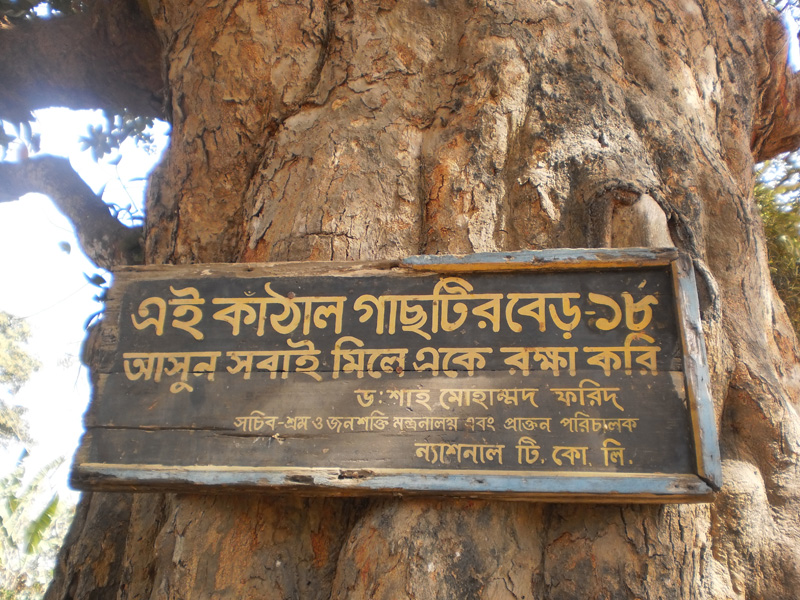 এই কাঁঠাল গাছটির বেড়-১৮´
আসুন সবাই মিলে একে রক্ষা করি
ড:শাহ মোহাম্মদ ফরিদ
সচিব-শ্রম ও জনশক্তি মন্ত্রনালয় এবং প্রাক্তন পরিচালক
ন্যাশনাল টি. কো. লি.